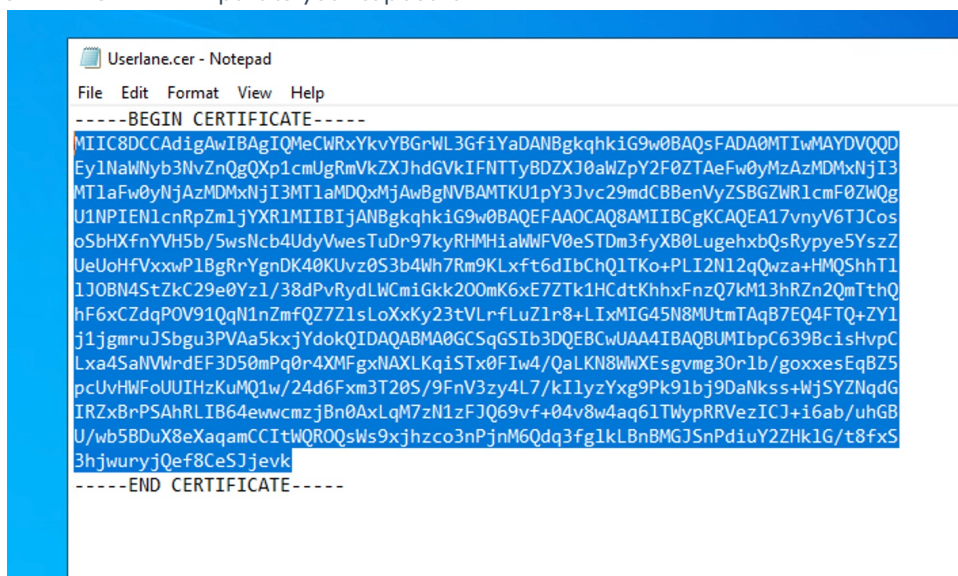 Userlane.cer - Notepad
File Edit Format View Help
-----BEGIN CERTIFICATE-----
MIIC8DCCAdigAwIBAgIQMeCWRxYkvYBGrWL3GfiYaDANBgkqhkiG9w0BAQsFADA0MTIwMAYDVQQD
EylNaWNyb3NvZnQgQXp1cmUgRmVkZXJhdGVkIFNTTyBDZXJ0aWZpY2F0ZTAeFw0yMzAzMDMxNjI3
MTlaFw0yNjAzMDMxNjI3MTlaMDQxMjAwBgNVBAMTKU1pY3Jvc29mdCBBenVyZSBGZWRlcmF0ZWQg
U1NPIENlcnRpZmljYXRlMIIBIjANBgkqhkiG9w0BAQEFAAOCAQ8AMIIBCgKCAQEA17vnyV6TJCos
oSbHXfnYVH5b/5wsNcb4UdyVwesTuDr97kyRHMHiaWWFV0eSTDm3fyXB0LugehxbQsRypye5YszZ
UeUoHfVxxwPlBgRrYgnDK40KUvz0S3b4Wh7Rm9KLxft6dIbChQlTKo+PLI2Nl2qQwza+HMQShhTl
lJOBN4StZkC29e0Yzl/38dPvRydLWCmiGkk2OOmK6xE7ZTk1HCdtKhhxFnzQ7kM13hRZn2QmTthQ
hF6xCZdqPOV91QqN1nZmfQZ7ZlsLoXxKy23tVLrfLuZlr8+LIxMIG45N8MUtmTAqB7EQ4FTQ+ZYl
j1jgmruJSbgu3PVAa5kxjYdokQIDAQABMA0GCSqGSIb3DQEBCwUAA4IBAQBUMIbpC639BcisHvpC
Lxa4SaNVWrdEF3D50mPq0r4XMFgxNAXLKqiSTx0FIw4/QaLKN8WWXEsgvmg3Orlb/goxxesEqBZ5
pcUvHWFoUUIHzKuMQ1w/24d6Fxm3T20S/9FnV3zy4L7/kIlyzYxg9Pk9lbj9DaNkss+WjSYZNqdG
IRZxBrPSAhRLIB64ewwcmzjBn0AxLqM7zN1zFJQ69vf+04v8w4aq6lTWypRRVezICJ+i6ab/uhGB
U/wb5BDuX8eXaqamCCItWQROQsWs9xjhzco3nPjnM6Qdq3fglkLBnBMGJSnPdiuY2ZHklG/t8fxS
3hjwuryjQef8CeSJjevk
-----END CERTIFICATE-----